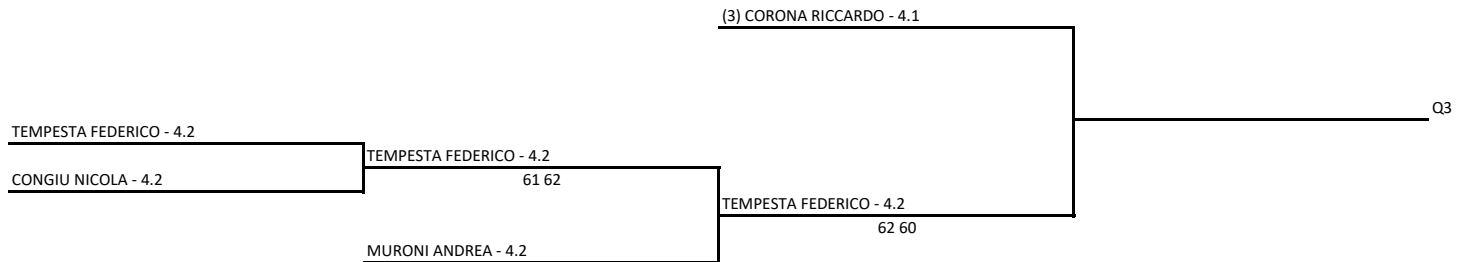 (3) CORONA RICCARDO - 4.1
Q3
TEMPESTA FEDERICO - 4.2
TEMPESTA FEDERICO - 4.2
CONGIU NICOLA - 4.2
61 62
TEMPESTA FEDERICO - 4.2
62 60
MURONI ANDREA - 4.2